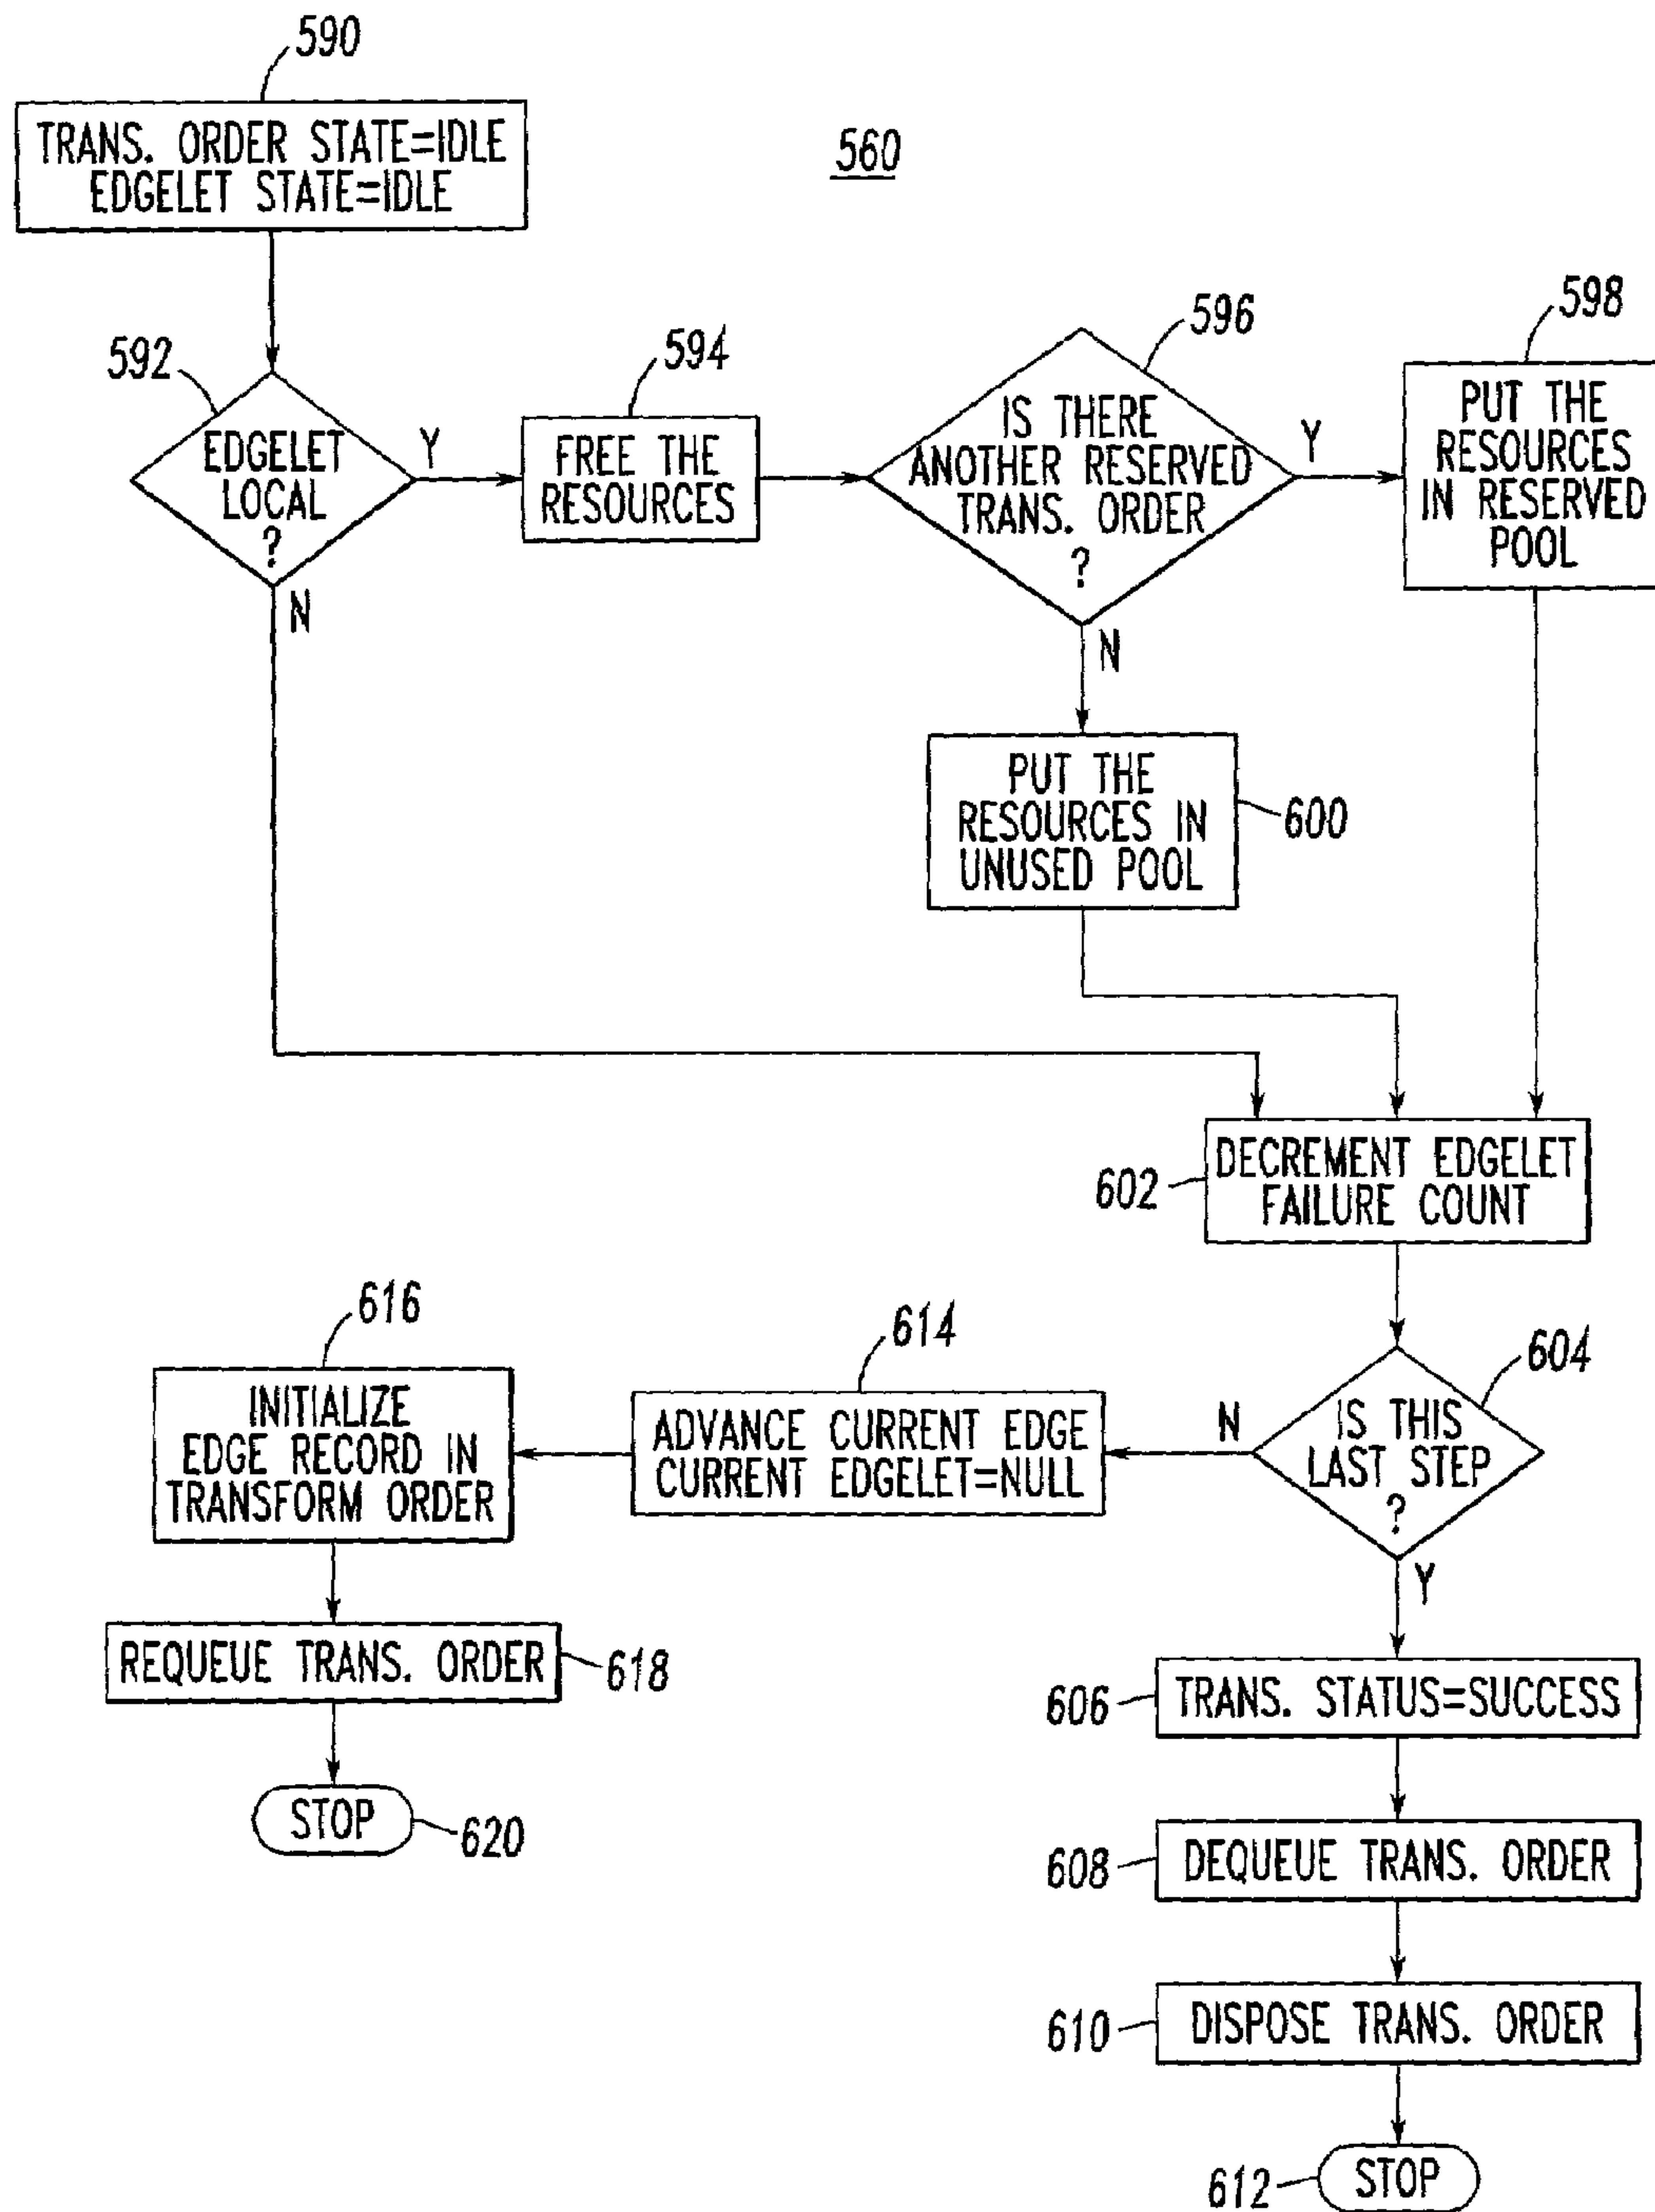 590
TRANS. ORDER STATE=IDLE
EDGELET STATE=IDLE
560
592
EDGELET
LOCAL
?
Y
N
594
FREE THE
RESOURCES
596
IS THERE
ANOTHER RESERVED
TRANS. ORDER
?
Y
N
598
PUT THE
RESOURCES
IN RESERVED
POOL
PUT THE
RESOURCES IN
UNUSED POOL
600
602
DECREMENT EDGELET
FAILURE COUNT
604
IS THIS
LAST STEP
?
N
Y
614
ADVANCE CURRENT EDGE
CURRENT EDGELET=NULL
616
INITIALIZE
EDGE RECORD IN
TRANSFORM ORDER
REQUEUE TRANS. ORDER
618
STOP
620
606
TRANS. STATUS=SUCCESS
608
DEQUEUE TRANS. ORDER
610
DISPOSE TRANS. ORDER
612
STOP